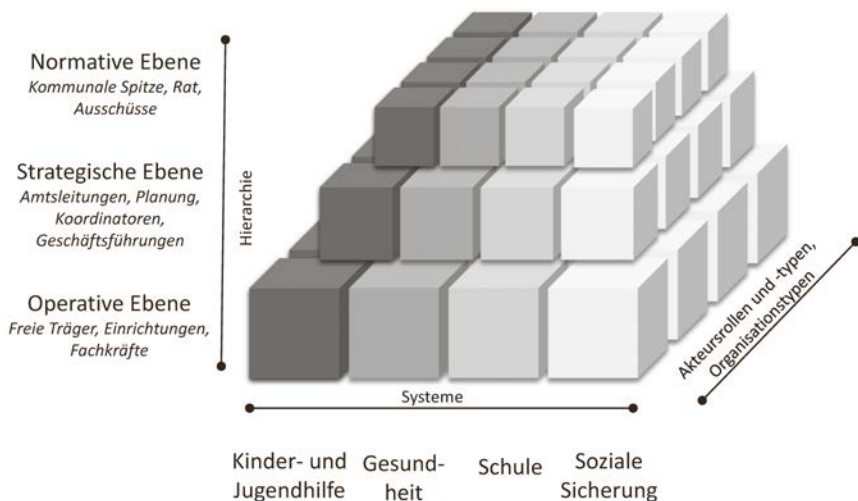 Normative Ebene
Kommunale Spitze, Rat,
Ausschüsse
Strategische Ebene
Amtsleitungen, Planung,
Koordinatoren,
Geschäftsführungen
Operative Ebene
Freie Träger, Einrichtungen,
Fachkräfte
Hierarchie
Akteursrollen und -typen,
Organisationstypen
Systeme
Kinder- und
Jugendhilfe
Gesund-
heit
Schule
Soziale
Sicherung